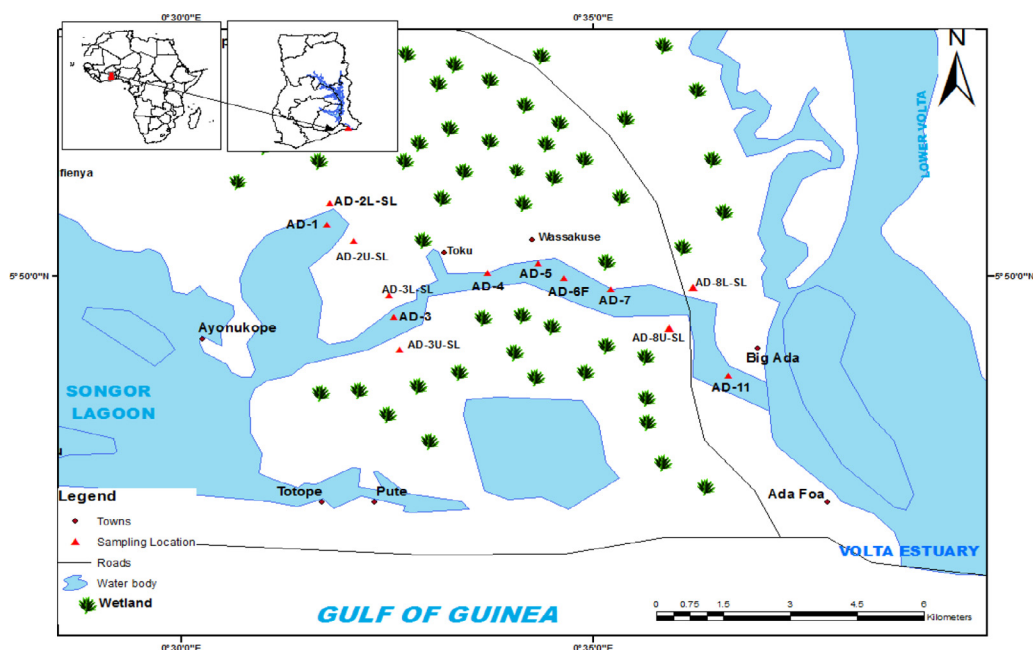 0°30'0"E
0°35'0"E
N
LOWER VOLTA
fienya
AD-2L-SL
AD-1
AD-2U-SL
Wassakuse
Toku
5°50'0"N
5°50'0"N
AD-5
AD-4
AD-6F
AD-7
AD-8L-SL
AD-3L-SL
AD-3
Ayonukope
AD-8U-SL
AD-3U-SL
Big Ada
AD-11
SONGOR
LAGOON
Totope
Pute
Ada Foa
Legend
Towns
Sampling Location
Roads
Water body
Wetland
VOLTA ESTUARY
GULF OF GUINEA
0 0.75 1.5 3 4.5 6
Kilometers
0°30'0"E
0°35'0"E